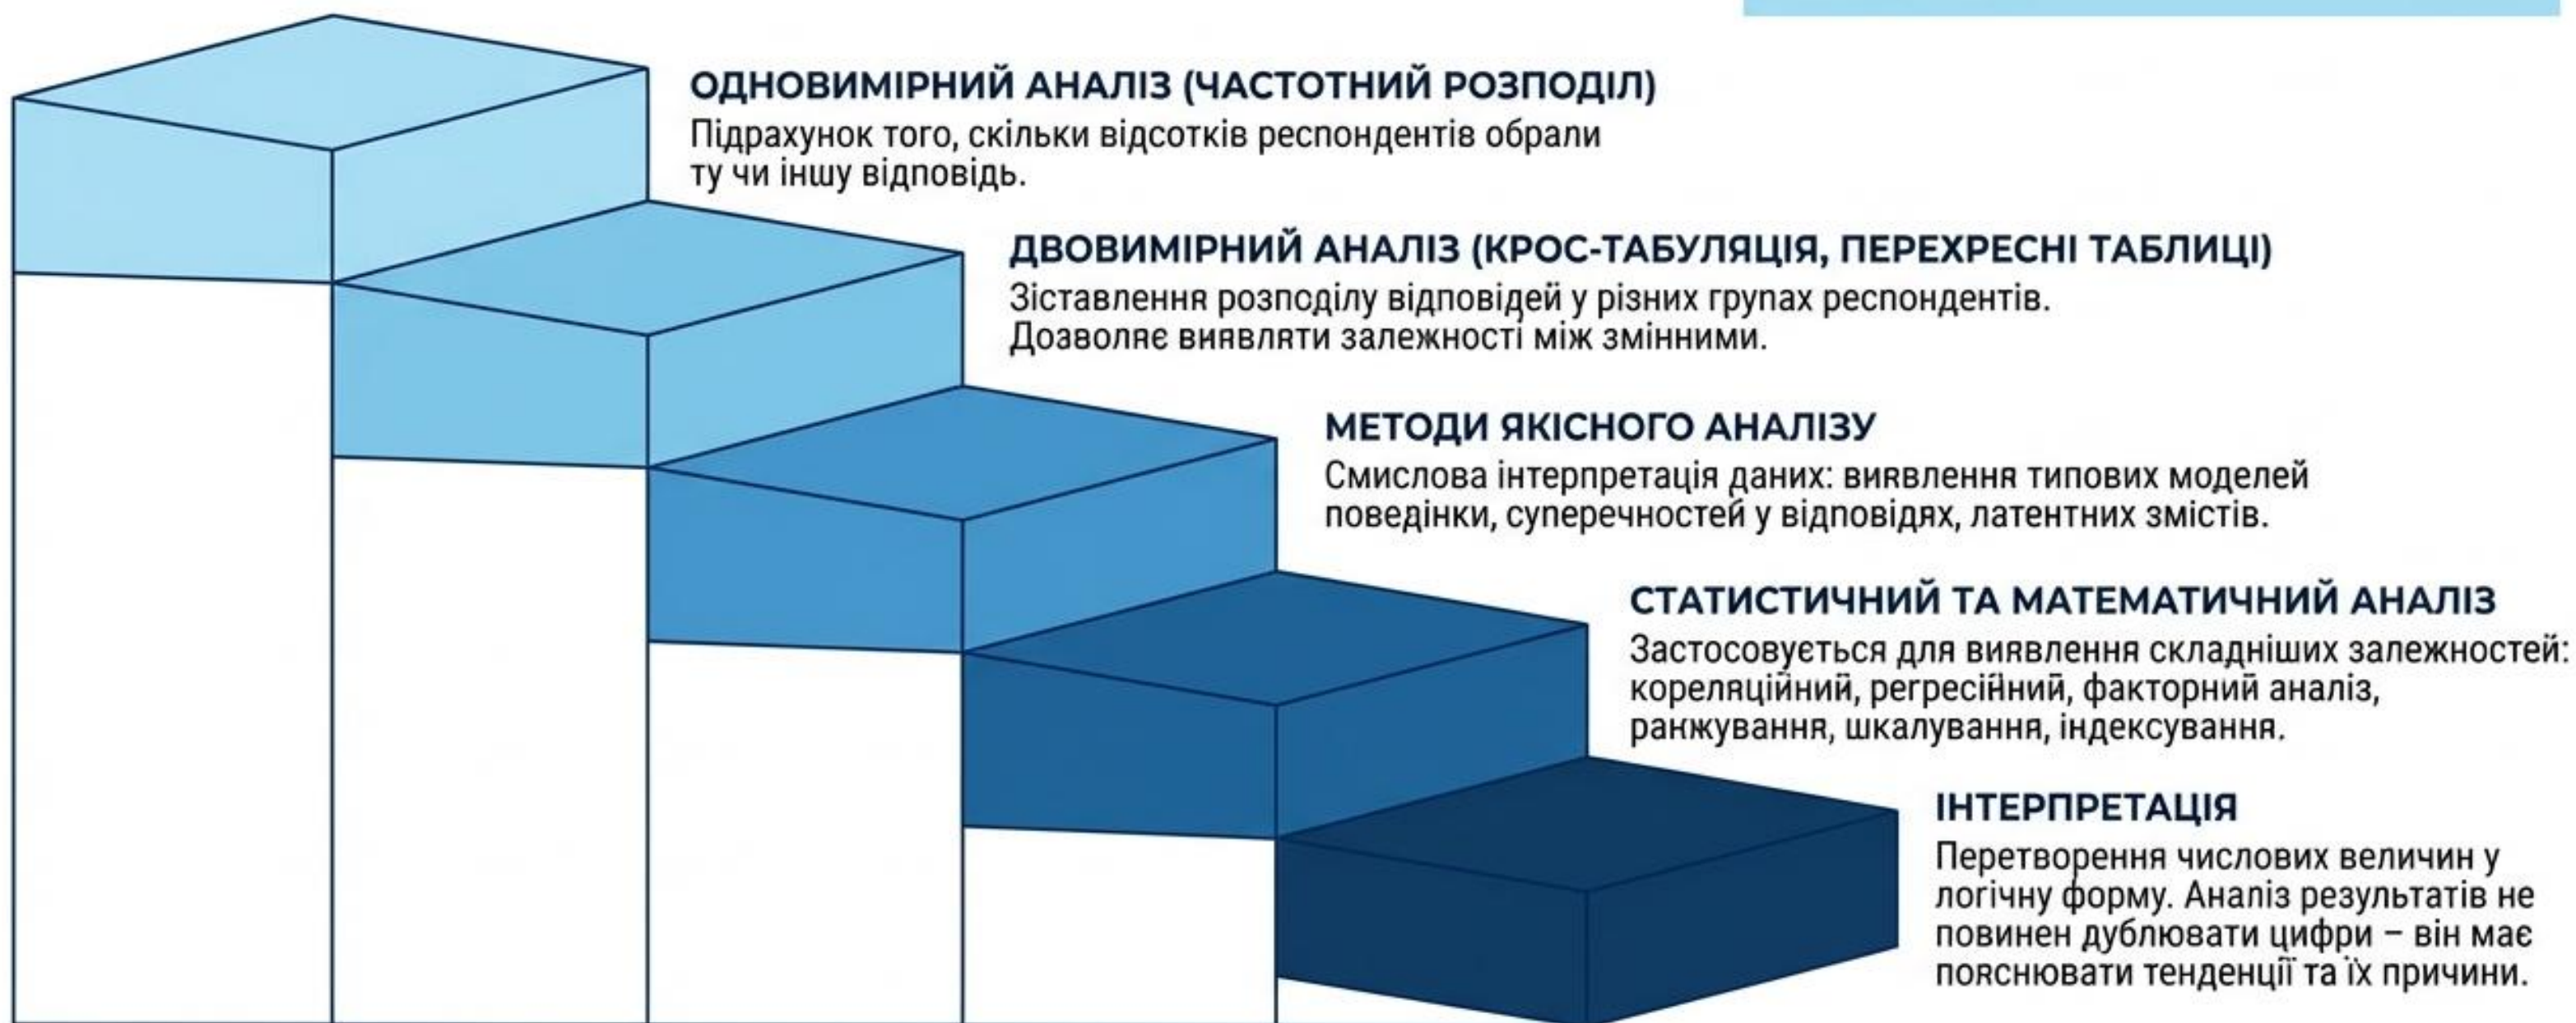 ОДНОВИМІРНИЙ АНАЛІЗ (ЧАСТОТНИЙ РОЗПОДІЛ)
Підрахунок того, скільки відсотків респондентів обрали
ту чи іншу відповідь.
ДВОВИМІРНИЙ АНАЛІЗ (КРОС-ТАБУЛЯЦІЯ, ПЕРЕХРЕСНІ ТАБЛИЦІ)
Зіставлення розподілу відповідей у різних групах респондентів.
Дозволяє виявляти залежності між змінними.
МЕТОДИ ЯКІСНОГО АНАЛІЗУ
Смислова інтерпретація даних: виявлення типових моделей
поведінки, суперечностей у відповідях, латентних змістів.
СТАТИСТИЧНИЙ ТА МАТЕМАТИЧНИЙ АНАЛІЗ
Застосовується для виявлення складніших залежностей:
кореляційний, регресійний, факторний аналіз,
ранжування, шкалування, індексування.
ІНТЕРПРЕТАЦІЯ
Перетворення числових величин у
логічну форму. Аналіз результатів не
повинен дублювати цифри – він має
пояснювати тенденції та їх причини.